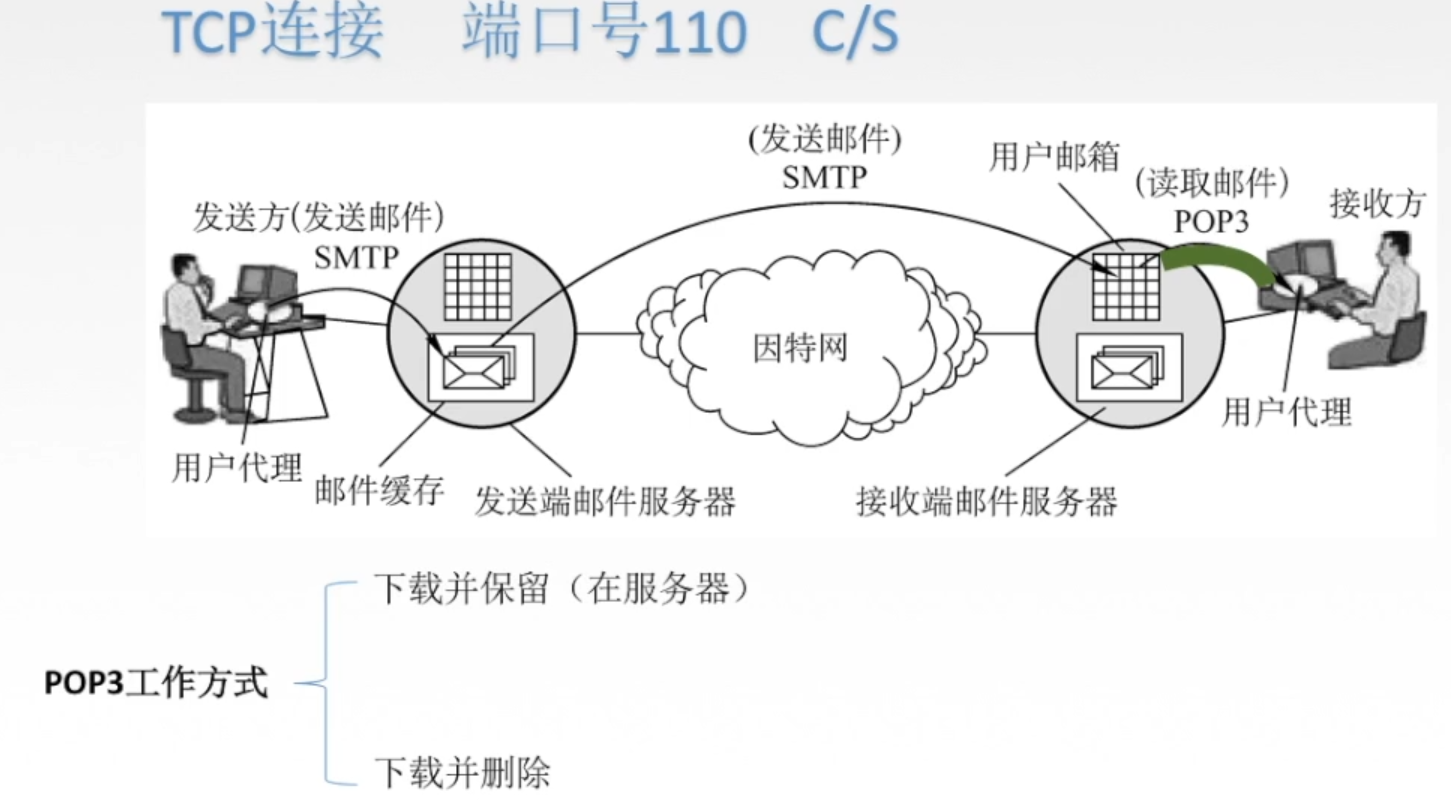 TCP连接 端口号110 C/S
(发送邮件)
SMTP
用户邮箱
(读取邮件)
POP3
接收方
发送方(发送邮件)
SMTP
因特网
用户代理
用户代理
邮件缓存
发送端邮件服务器
接收端邮件服务器
下载并保留（在服务器）
POP3工作方式
下载并删除